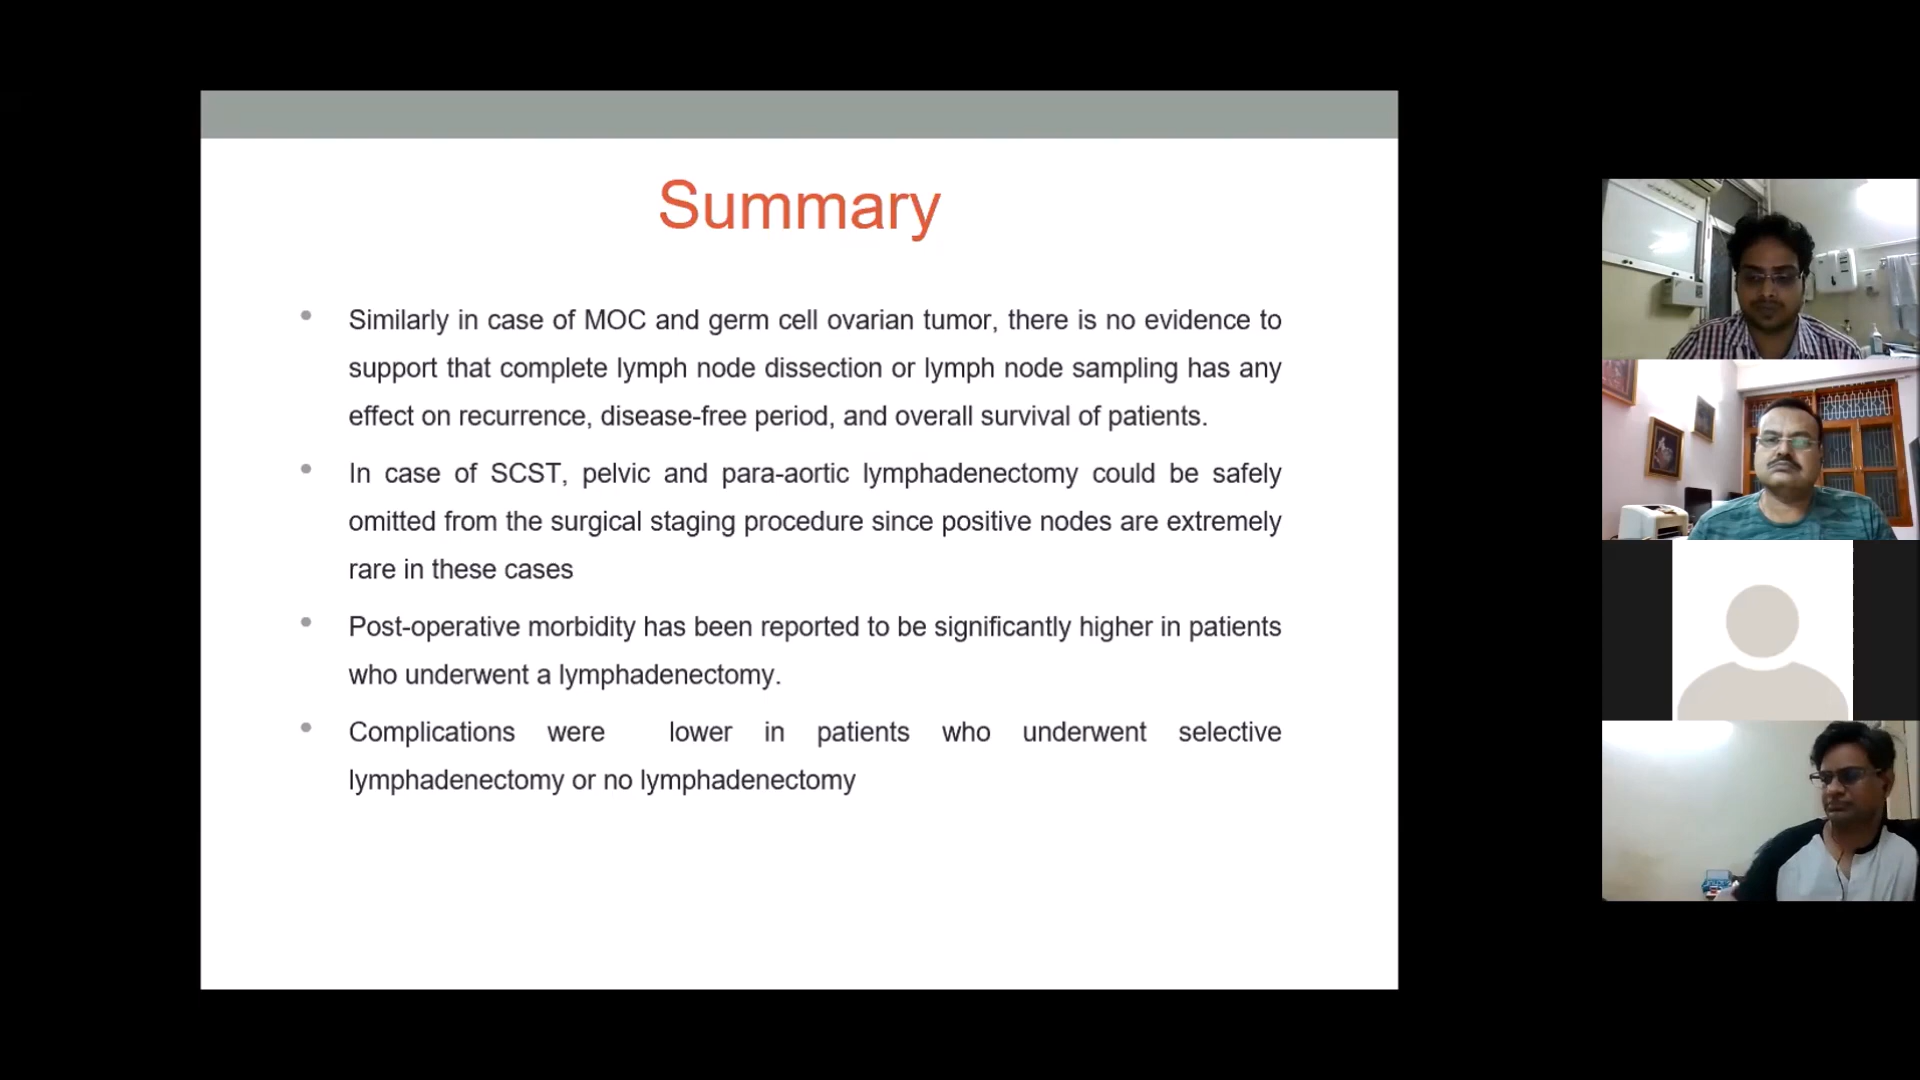 Summary
Similarly in case of MOC and germ cell ovarian tumor, there is no evidence to
support that complete lymph node dissection or lymph node sampling has any
effect on recurrence, disease-free period, and overall survival of patients.
In case of SCST, pelvic and para-aortic lymphadenectomy could be safely
omitted from the surgical staging procedure since positive nodes are extremely
rare in these cases
Post-operative morbidity has been reported to be significantly higher in patients
who underwent a lymphadenectomy.
Complications were lower in patients who underwent selective
lymphadenectomy or no lymphadenectomy